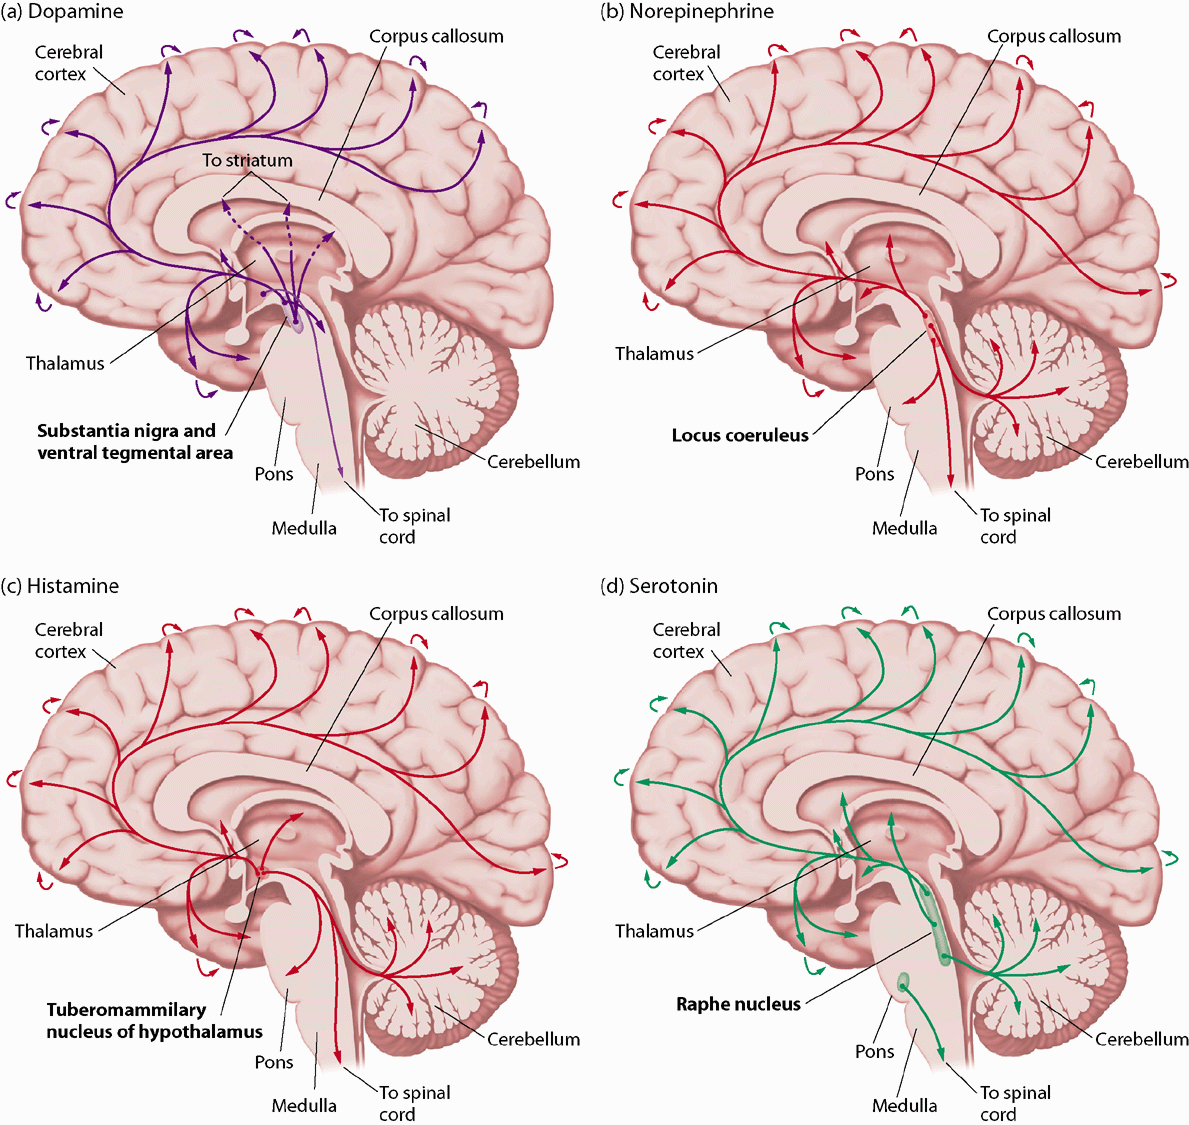 (a) Dopamine
Cerebral
cortex
Corpus callosum
To striatum
Thalamus
Substantia nigra and
ventral tegmental area
Pons
Medulla
To spinal
cord
Cerebellum
(b) Norepinephrine
Cerebral
cortex
Corpus callosum
Thalamus
Locus coeruleus
Pons
Medulla
To spinal
cord
Cerebellum
(c) Histamine
Cerebral
cortex
Corpus callosum
Thalamus
Tuberomammilary
nucleus of hypothalamus
Pons
Medulla
To spinal
cord
Cerebellum
(d) Serotonin
Cerebral
cortex
Corpus callosum
Thalamus
Raphe nucleus
Pons
Medulla
To spinal
cord
Cerebellum